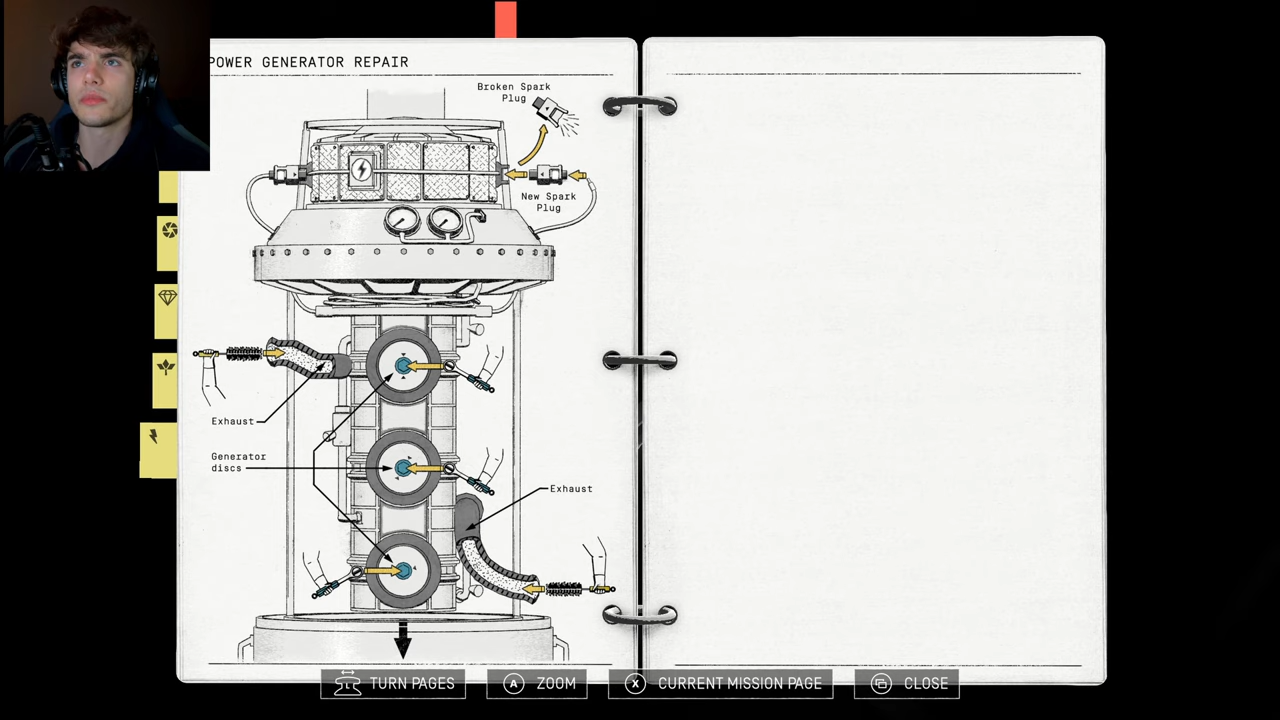 POWER GENERATOR REPAIR
Broken Spark
Plug
New Spark
Plug
Exhaust
Generator
discs
Exhaust
TURN PAGES
A ZOOM
X CURRENT MISSION PAGE
CLOSE